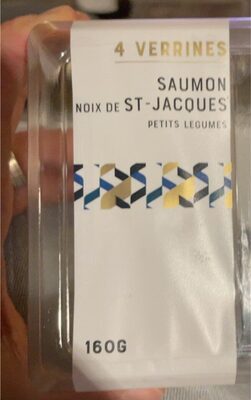 4 VERRINES
SAUMON
NOIX DE ST-JACQUES
PETITS LEGUMES
160G